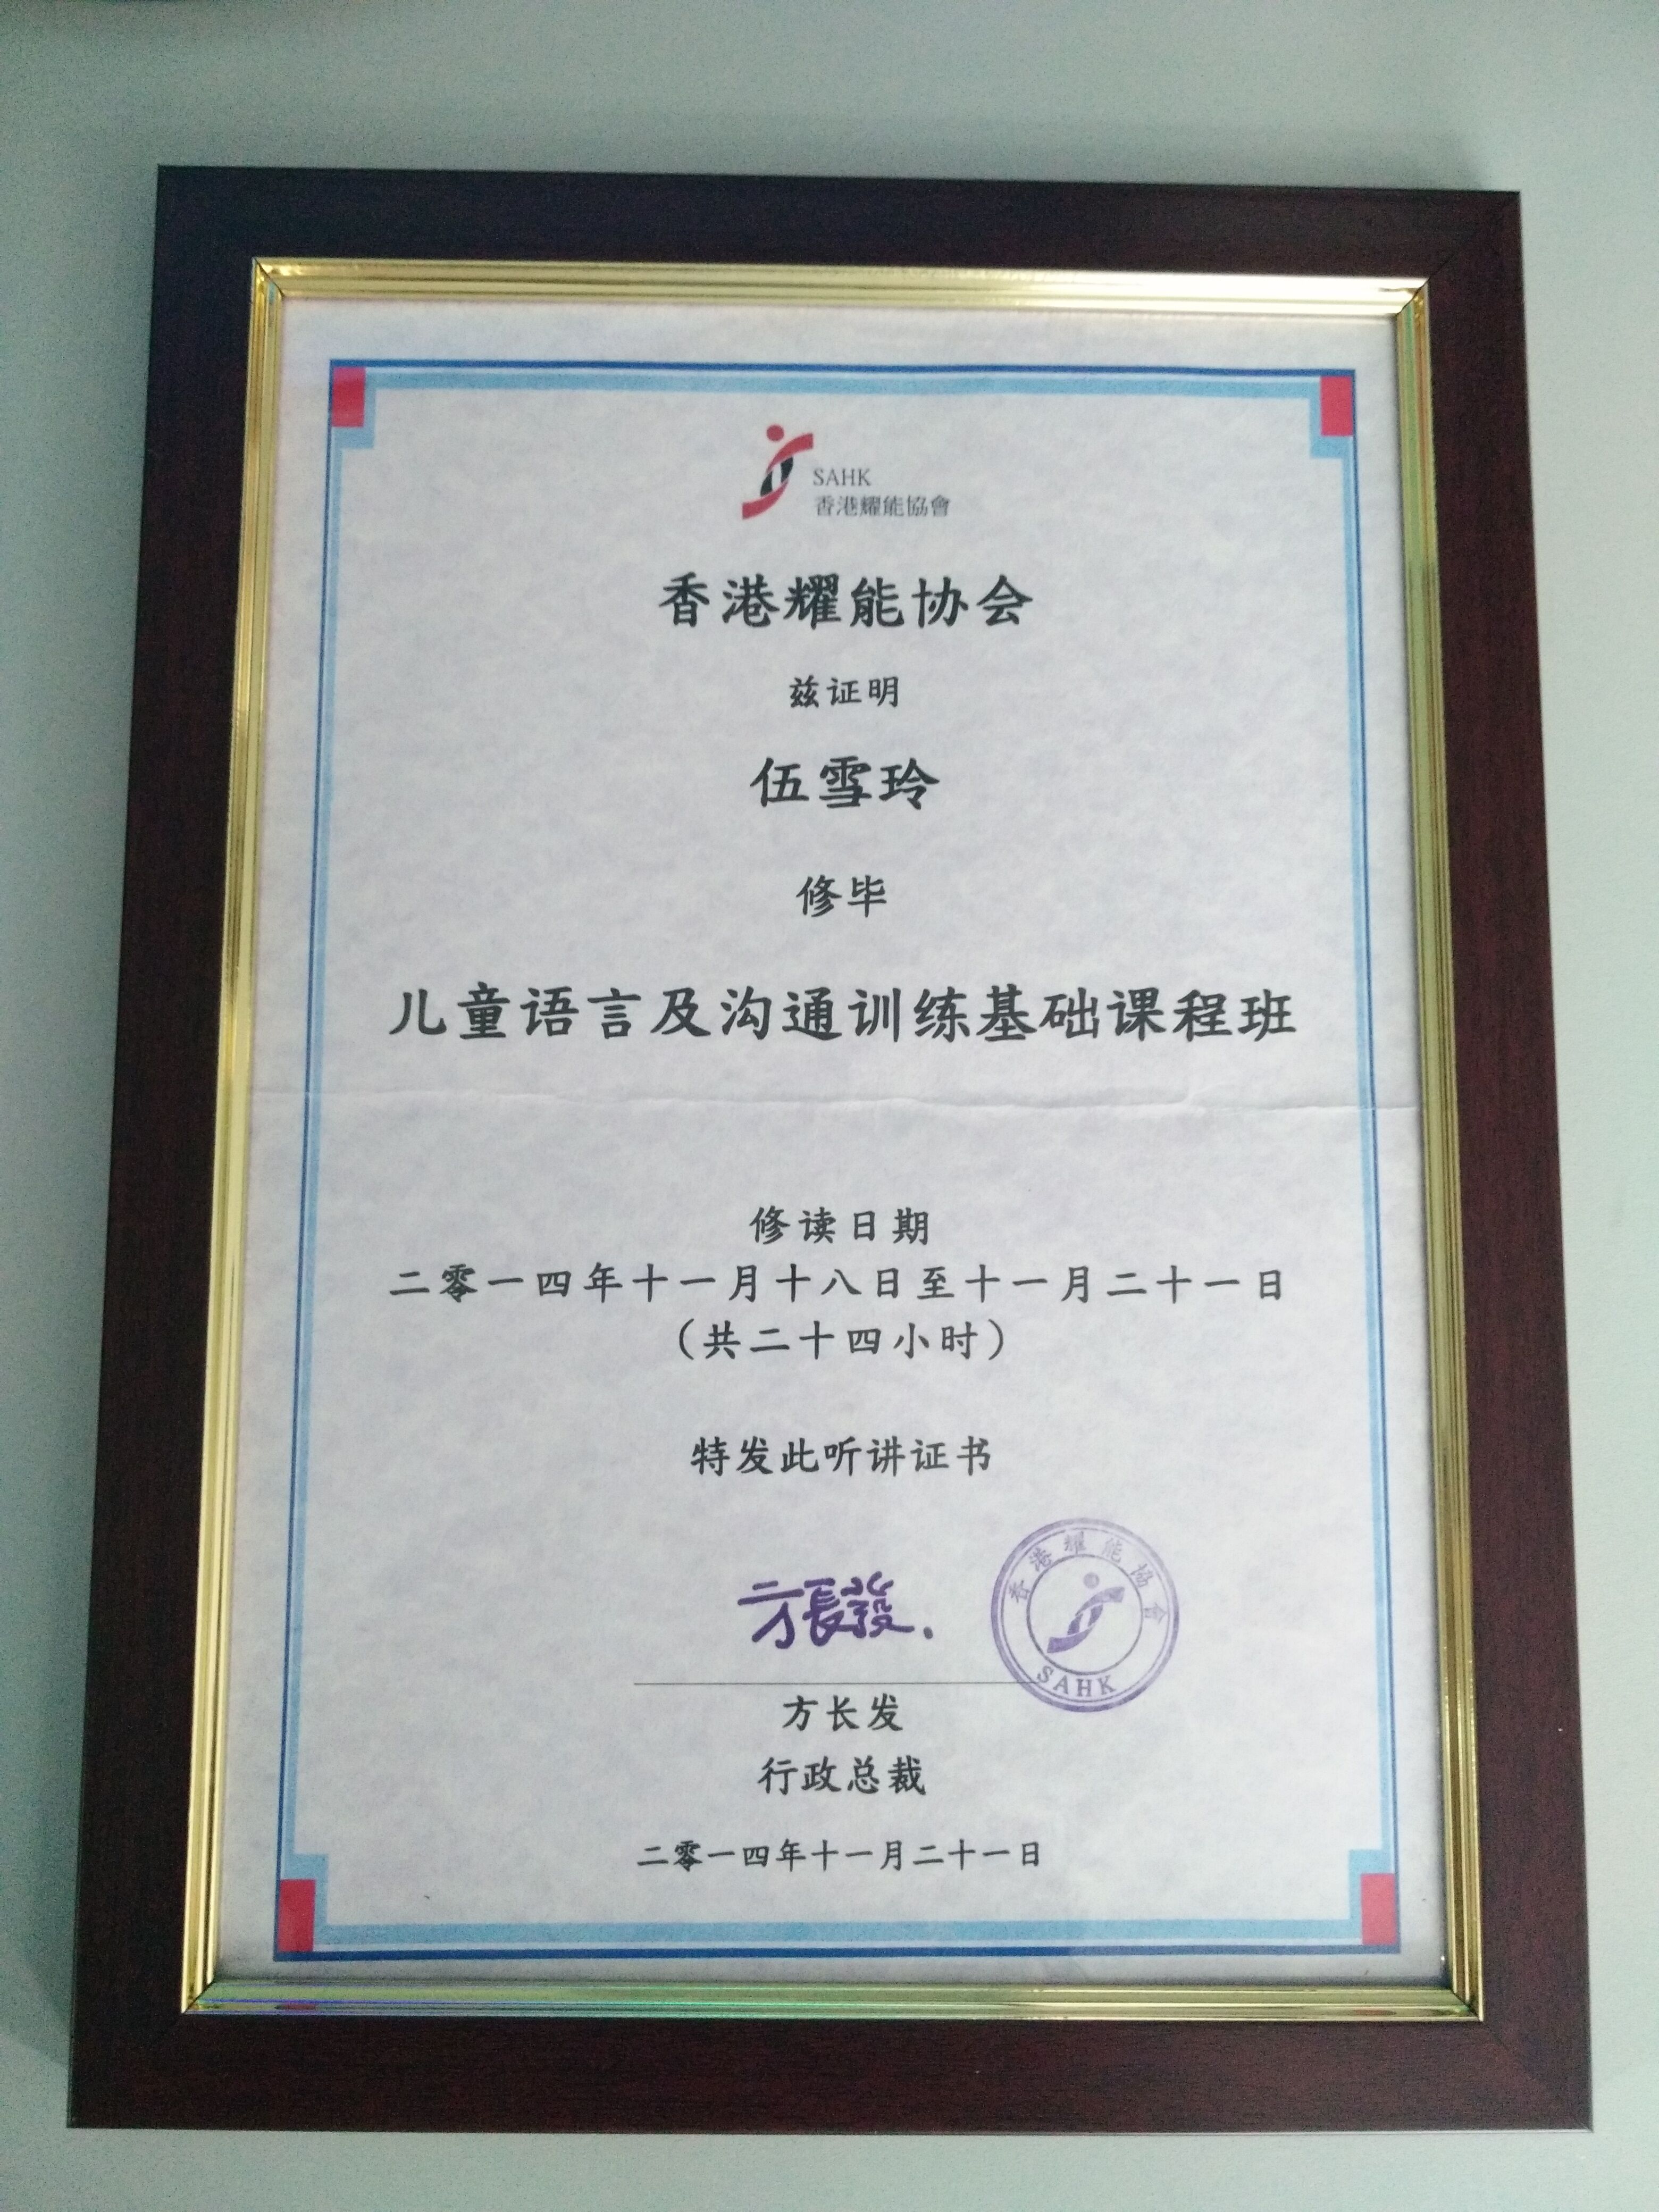 SAHK
香港耀能協會
香港耀能协会
兹证明
伍雪玲
修毕
儿童语言及沟通训练基础课程班
修读日期
二零一四年十一月十八日至十一月二十一日
（共二十四小时）
特发此听讲证书
方長發.
香港耀能協會
SAHK
方长发
行政总裁
二零一四年十一月二十一日